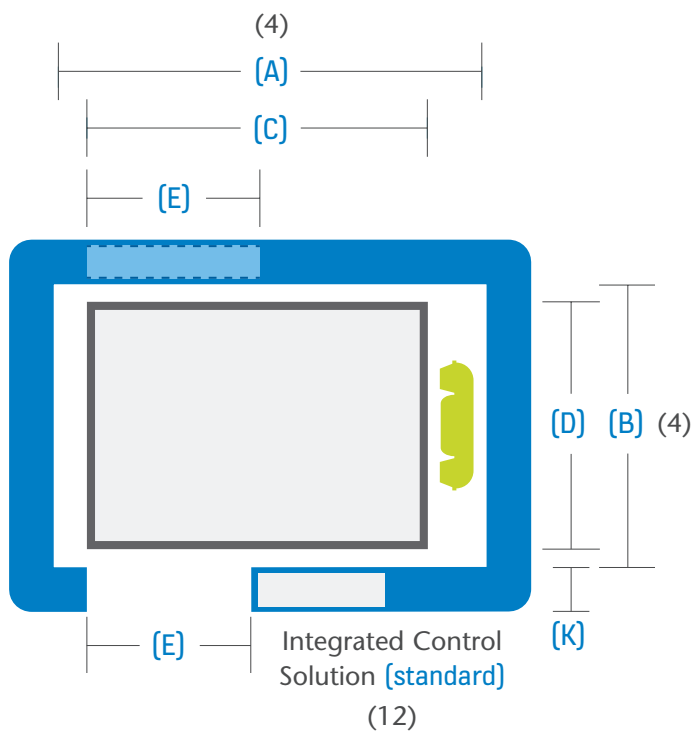 (4)
(A)
(C)
(E)
(D) (B) (4)
(E)
(K)
Integrated Control
Solution (standard)
(12)